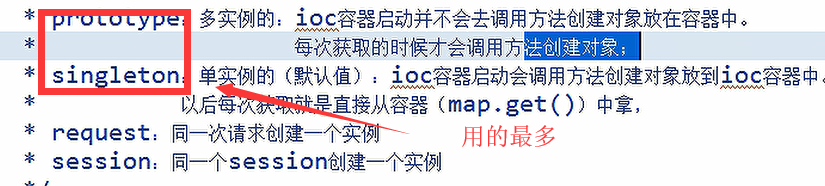 * prototype：多实例的：ioc容器启动并不会去调用方法创建对象放在容器中。
* 每次获取的时候才会调用方法创建对象；
* singleton：单实例的（默认值）：ioc容器启动会调用方法创建对象放到ioc容器中。
* 以后每次获取就是直接从容器（map.get()）中拿，
* request：同一次请求创建一个实例
用的最多
* session：同一个session创建一个实例
*/